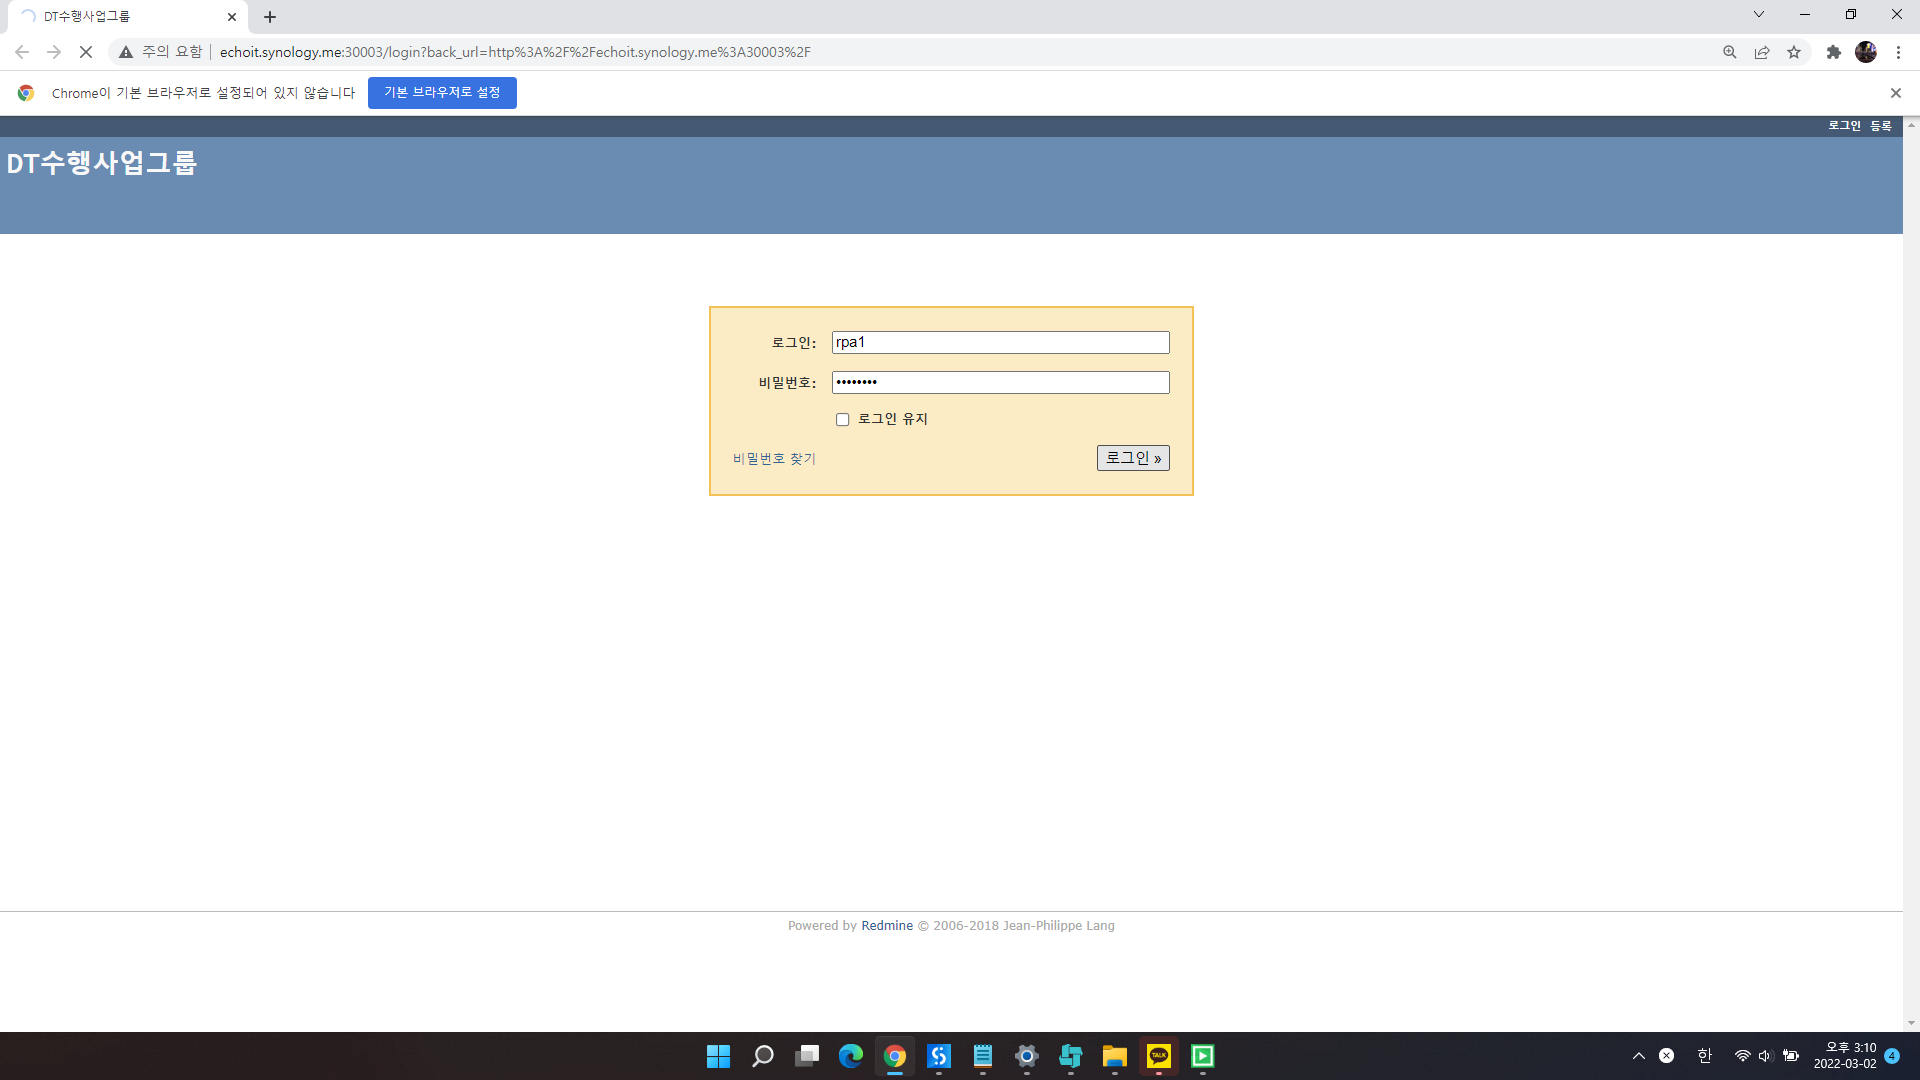 DT수행사업그룹
주의 요함 | echoit.synology.me:30003/login?back_url=http%3A%2F%2Fechoit.synology.me%3A30003%2F
Chrome이 기본 브라우저로 설정되어 있지 않습니다 기본 브라우저로 설정
로그인 등록
DT수행사업그룹
로그인: rpa1
비밀번호: ••••••••
로그인 유지
비밀번호 찾기 로그인 »
Powered by Redmine © 2006-2018 Jean-Philippe Lang
TALK
한
오후 3:10
2022-03-02
4